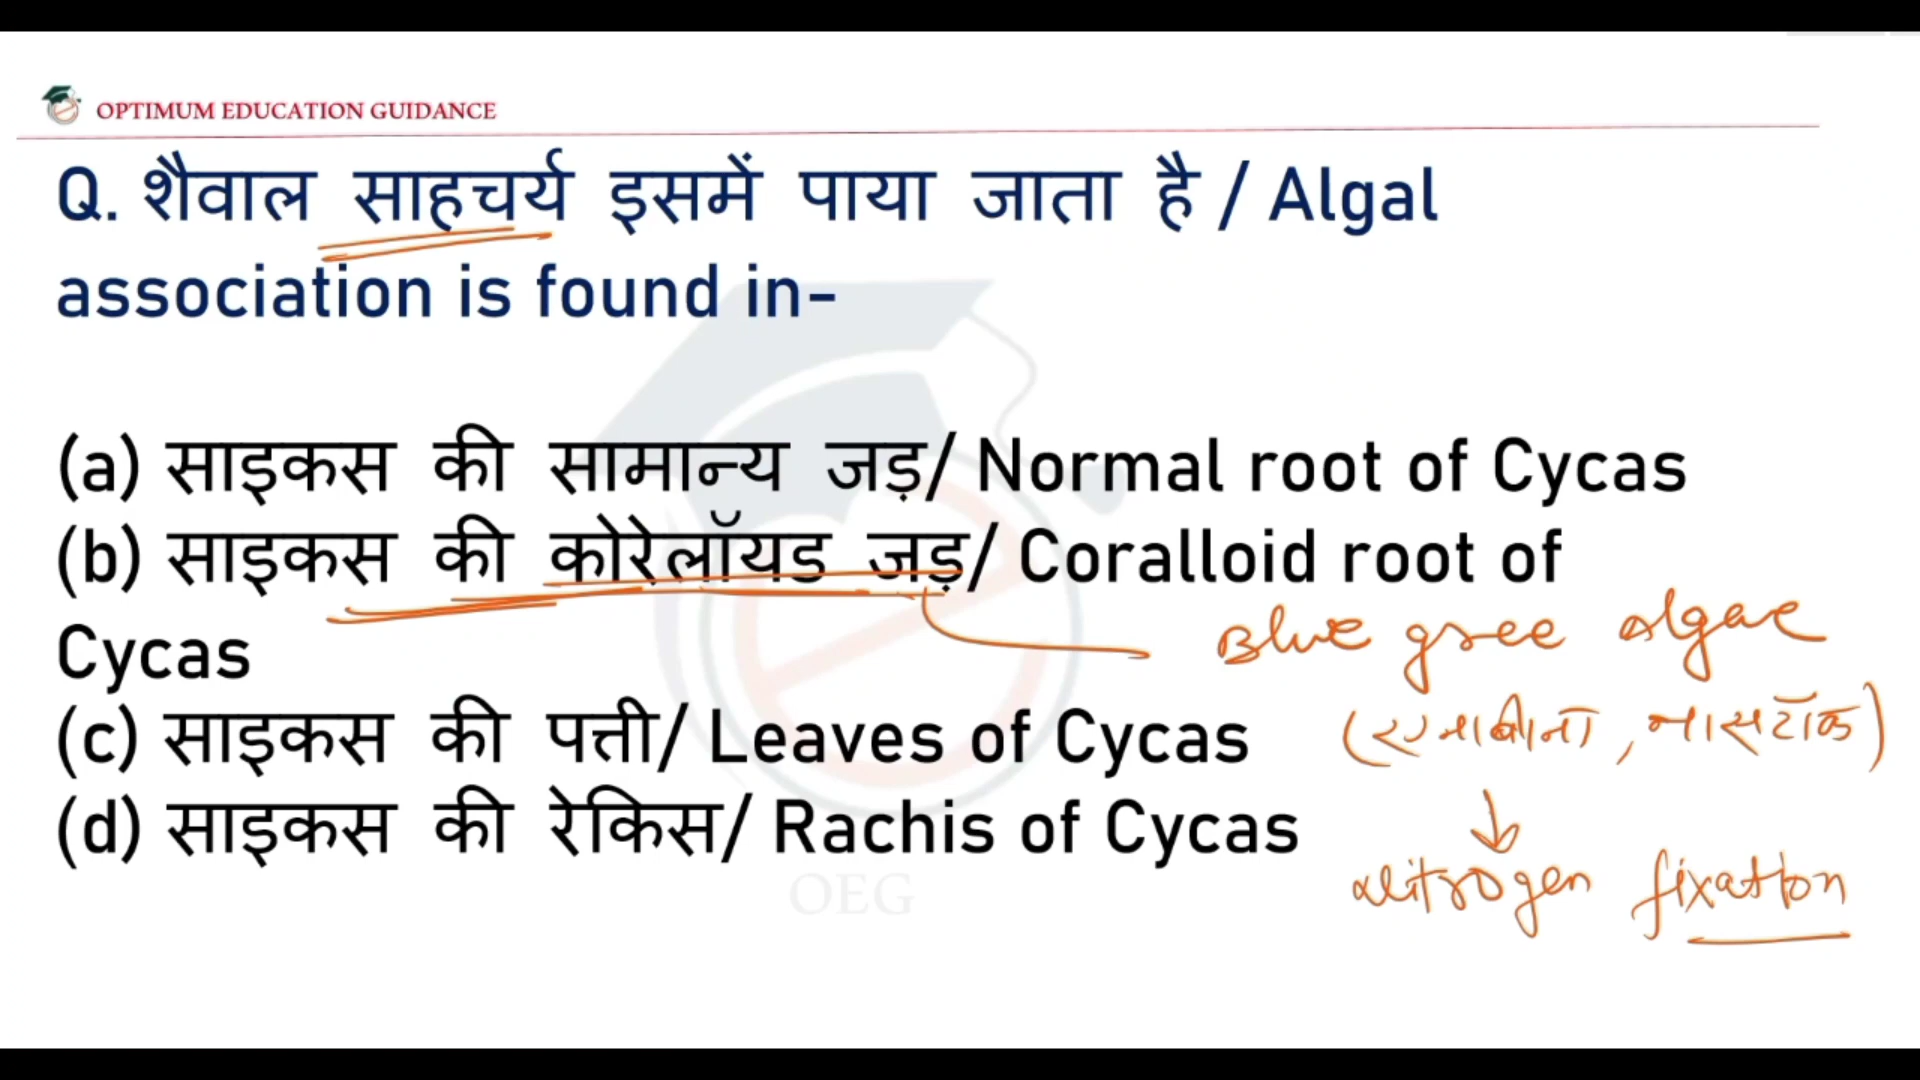 OPTIMUM EDUCATION GUIDANCE
Q. शैवाल साहचर्य इसमें पाया जाता है / Algal
association is found in-
(a) साइकस की सामान्य जड़/ Normal root of Cycas
(b) साइकस की कोरेलॉयड जड़/ Coralloid root of
Cycas
Blue gree algae
(c) साइकस की पत्ती/ Leaves of Cycas
(एनाबीना, नासटॉक)
(d) साइकस की रेकिस/ Rachis of Cycas
Nitrogen fixation
OEG